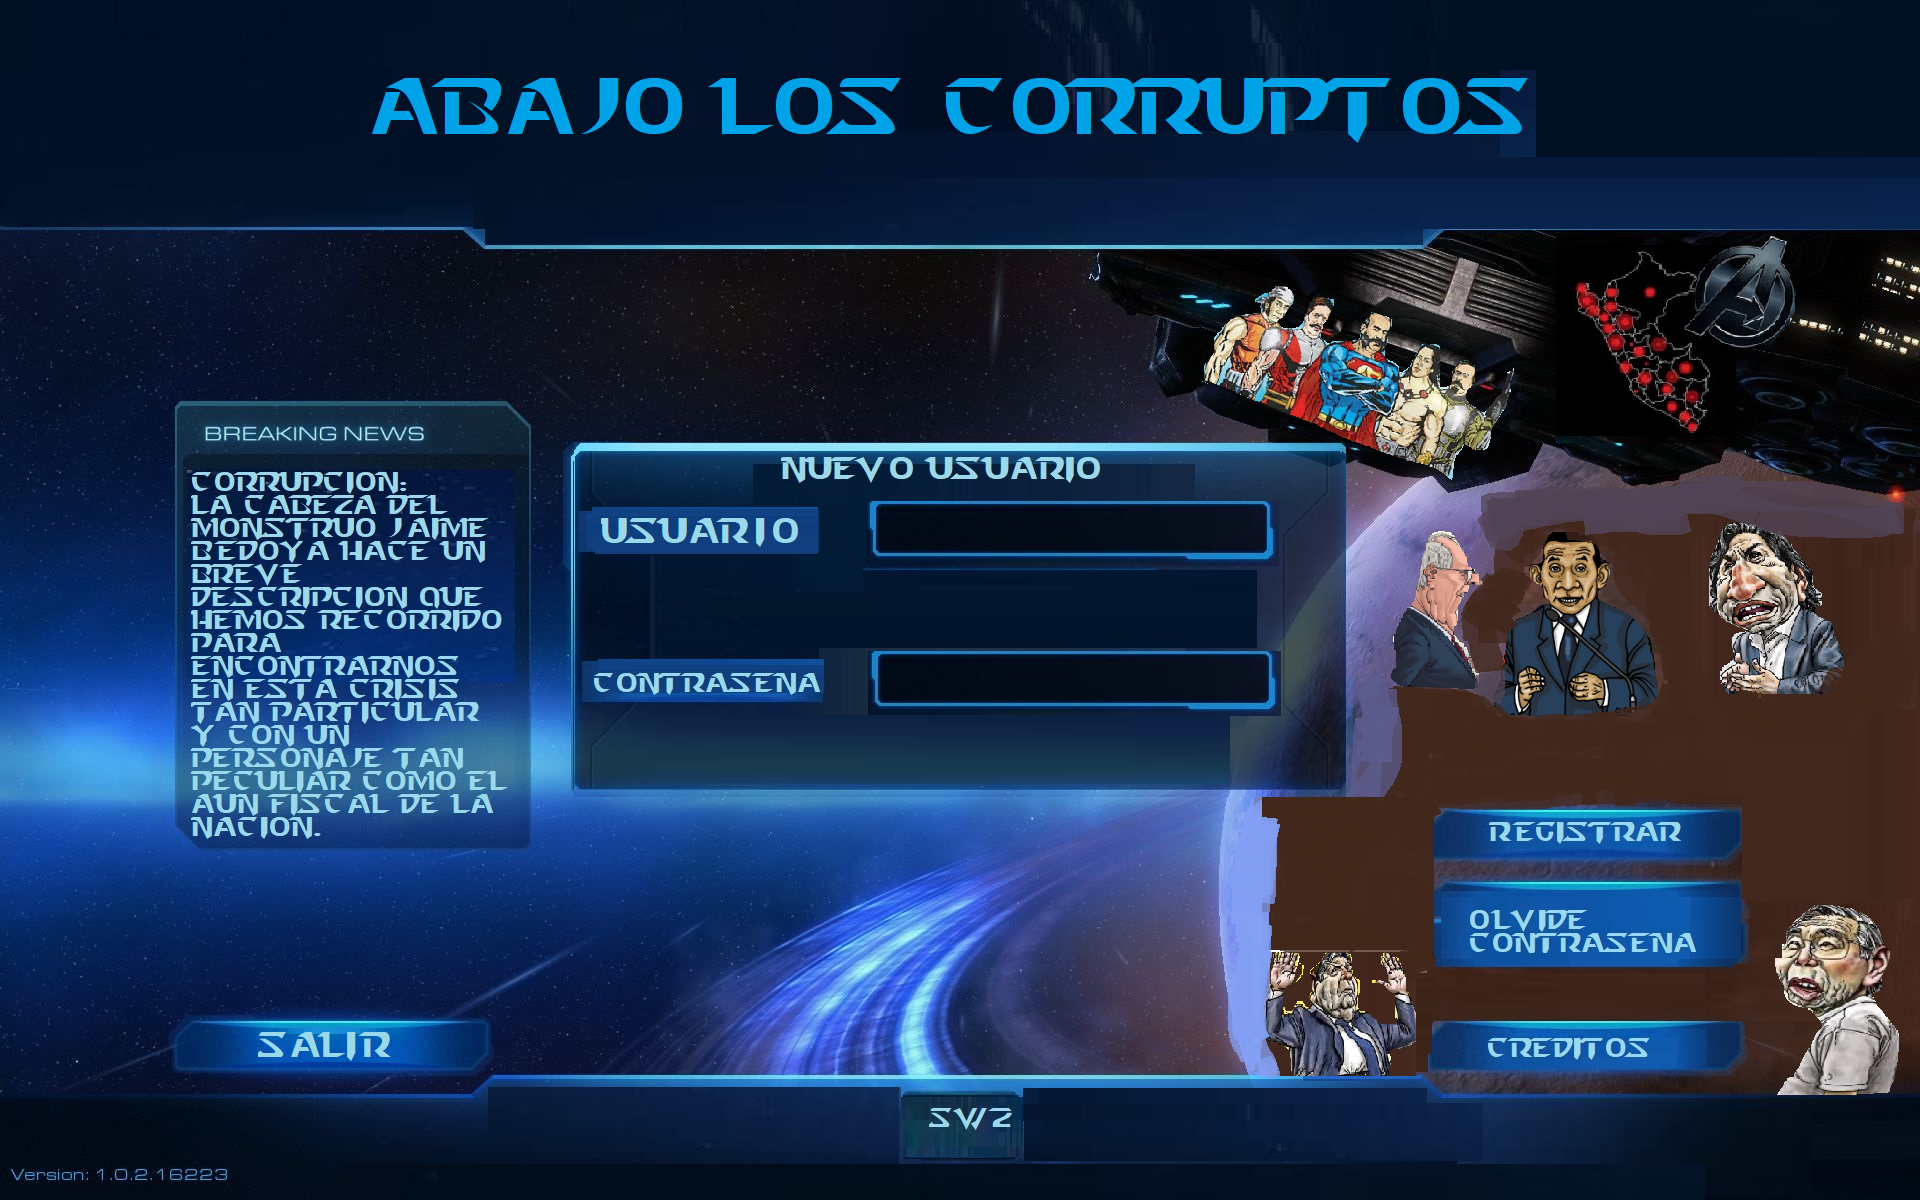 ABAJO LOS CORRUPTOS
BREAKING NEWS
CORRUPCION:
LA CABEZA DEL
MONSTRUO JAIME
BEDOYA HACE UN
BREVE
DESCRIPCION QUE
HEMOS RECORRIDO
PARA
ENCONTRARNOS
EN ESTA CRISIS
TAN PARTICULAR
Y CON UN
PERSONAJE TAN
PECULIAR COMO EL
AUN FISCAL DE LA
NACION.
NUEVO USUARIO
USUARIO
CONTRASENA
REGISTRAR
OLVIDE
CONTRASENA
CREDITOS
SALIR
SW2
Version: 1.0.2.16223